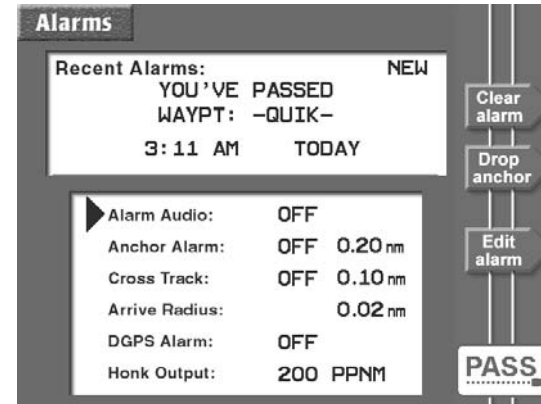 Alarms
Recent Alarms: NEW
YOU'VE PASSED
WAYPT: -QUIK-
3:11 AM TODAY
Clear alarm
Drop anchor
Edit alarm
Alarm Audio: OFF
Anchor Alarm: OFF 0.20 nm
Cross Track: OFF 0.10 nm
Arrive Radius: 0.02 nm
DGPS Alarm: OFF
Honk Output: 200 PPNM
PASS